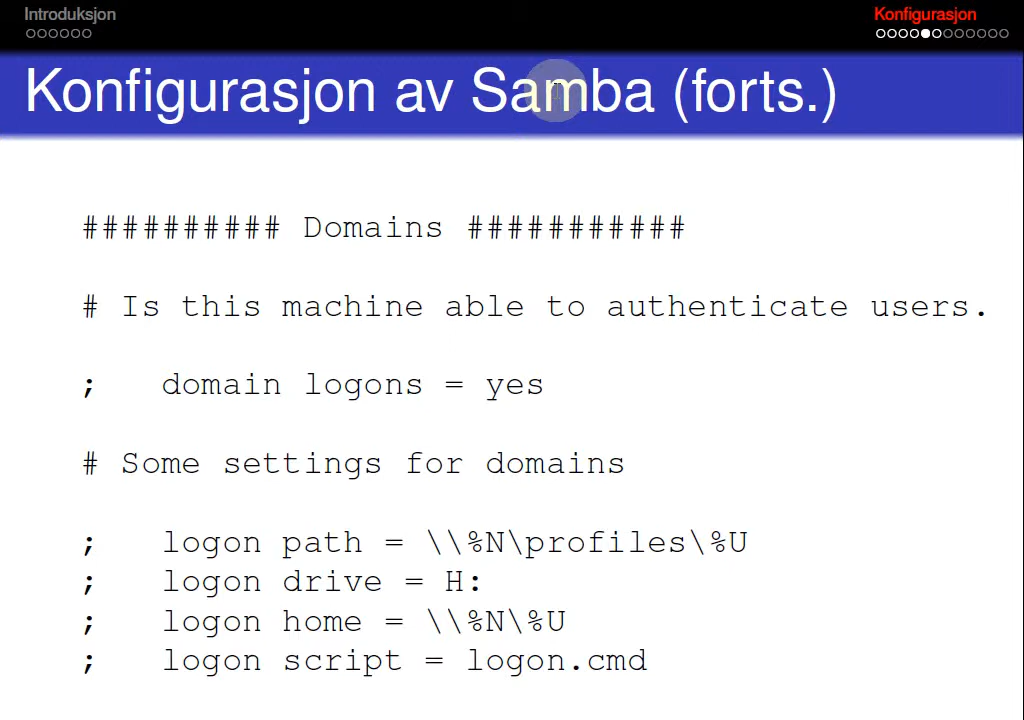 Introduksjon
Konfigurasjon
Konfigurasjon av Samba (forts.)
########## Domains ###########
# Is this machine able to authenticate users.
;   domain logons = yes
# Some settings for domains
;   logon path = \\%N\profiles\%U
;   logon drive = H:
;   logon home = \\%N\%U
;   logon script = logon.cmd